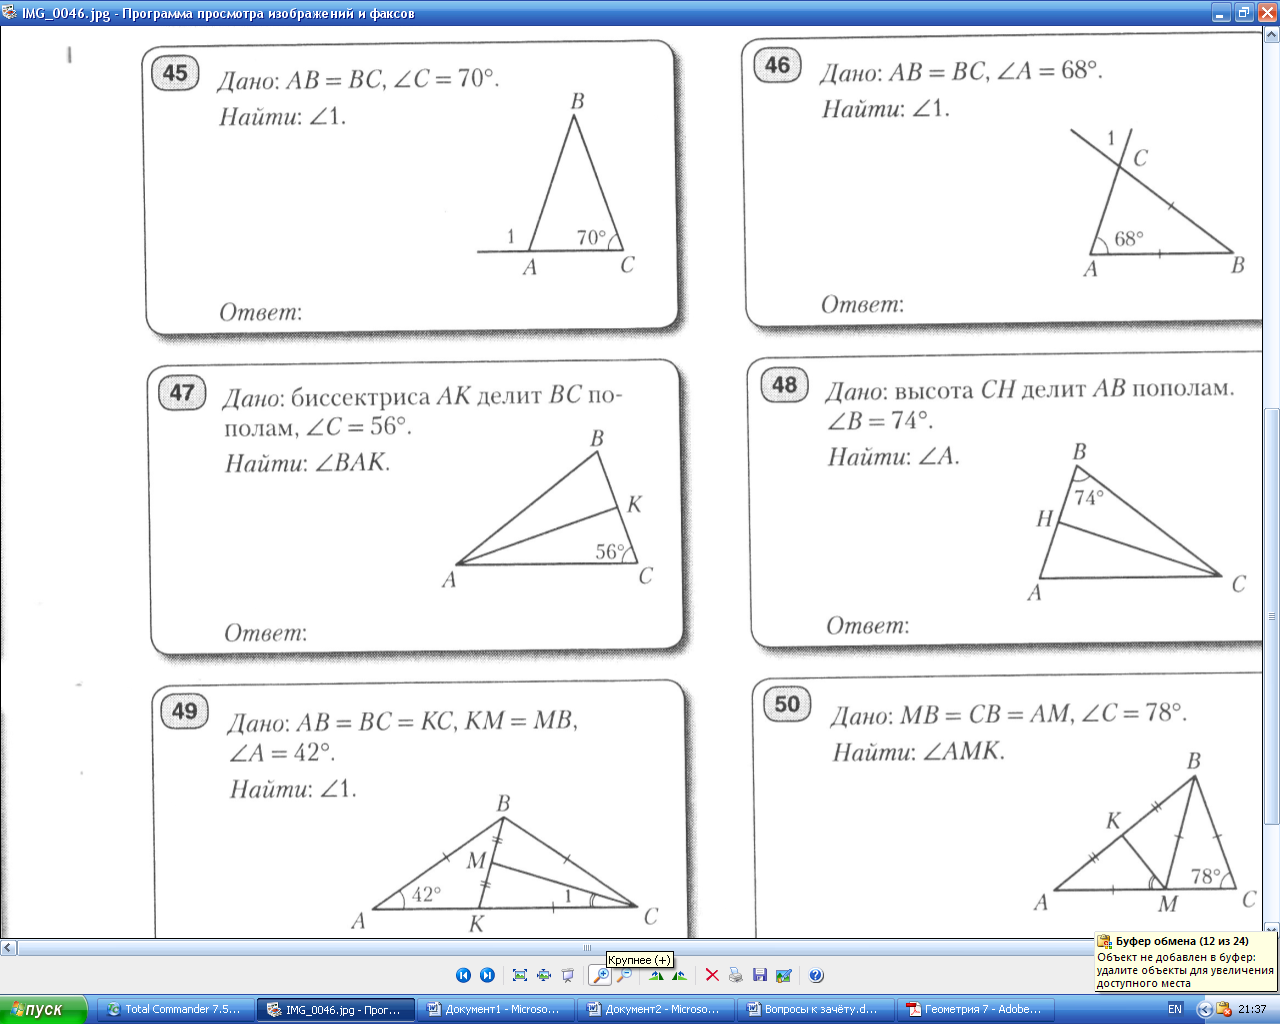 IMG_0046.jpg - Программа просмотра изображений и факсов
45
Дано: AB = BC, ∠C = 70°.
Найти: ∠1.
B
1
70°
A
C
Ответ:
46
Дано: AB = BC, ∠A = 68°.
Найти: ∠1.
1
C
68°
A
B
Ответ:
47
Дано: биссектриса AK делит BC по-
полам, ∠C = 56°.
Найти: ∠BAK.
B
K
56°
A
C
Ответ:
48
Дано: высота CH делит AB пополам.
∠B = 74°.
Найти: ∠A.
B
74°
H
A
C
Ответ:
49
Дано: AB = BC = KC, KM = MB,
∠A = 42°.
Найти: ∠1.
B
M
42°
1
A
K
C
50
Дано: MB = CB = AM, ∠C = 78°.
Найти: ∠AMK.
B
K
78°
A
M
C
Крупнее (+)
Буфер обмена (12 из 24)
Объект не добавлен в буфер:
удалите объекты для увеличения
доступного места
пуск
Total Commander 7.5...
IMG_0046.jpg - Прог...
Документ1 - Microso...
Документ2 - Microso...
Вопросы к зачёту.d...
Геометрия 7 - Adobe...
EN
21:37